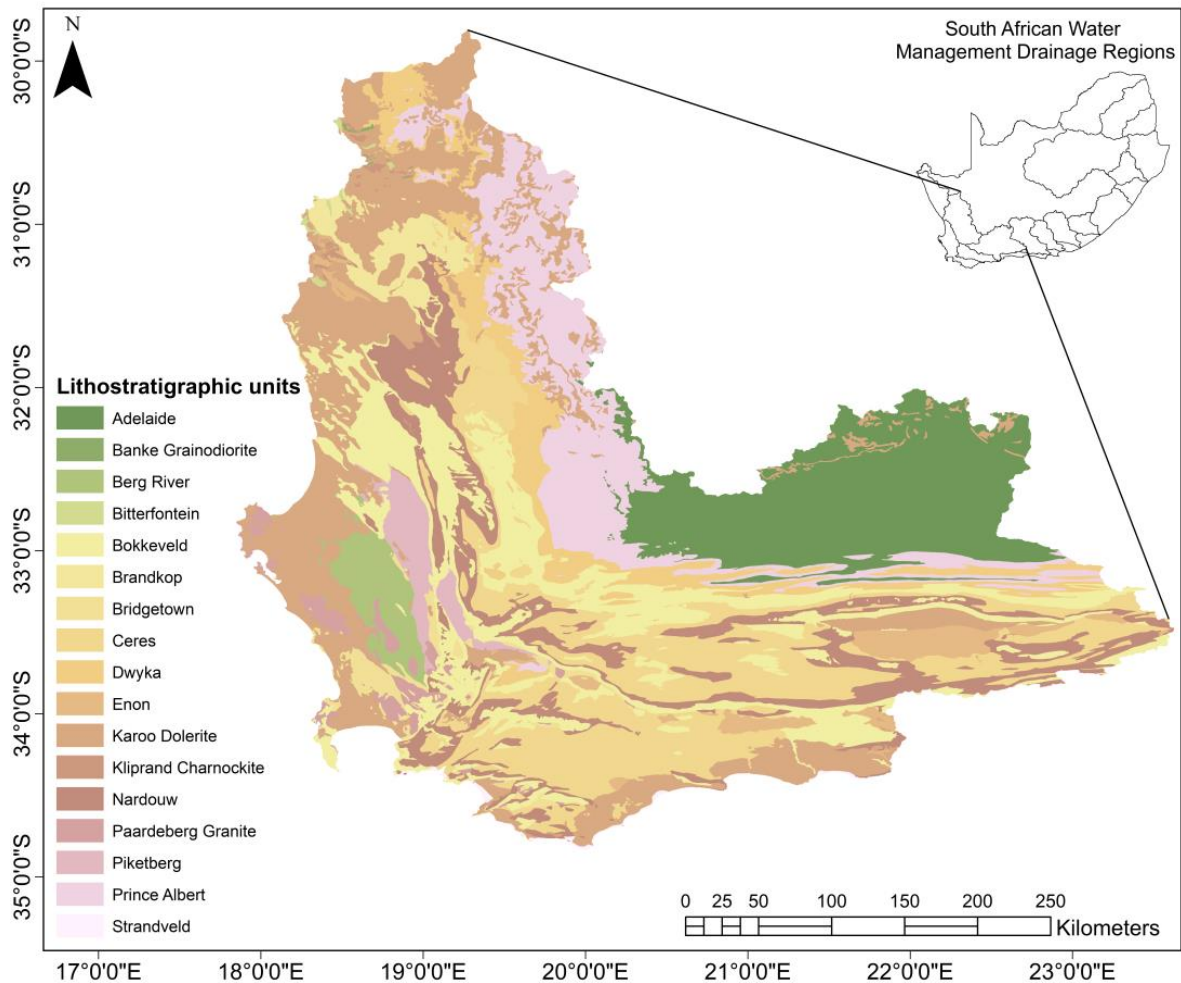 South African Water
Management Drainage Regions
N
30°0'0"S
31°0'0"S
32°0'0"S
33°0'0"S
34°0'0"S
35°0'0"S
Lithostratigraphic units
Adelaide
Banke Grainodiorite
Berg River
Bitterfontein
Bokkeveld
Brandkop
Bridgetown
Ceres
Dwyka
Enon
Karoo Dolerite
Kliprand Charnockite
Nardouw
Paardeberg Granite
Piketberg
Prince Albert
Strandveld
0 25 50 100 150 200 250
Kilometers
17°0'0"E 18°0'0"E 19°0'0"E 20°0'0"E 21°0'0"E 22°0'0"E 23°0'0"E